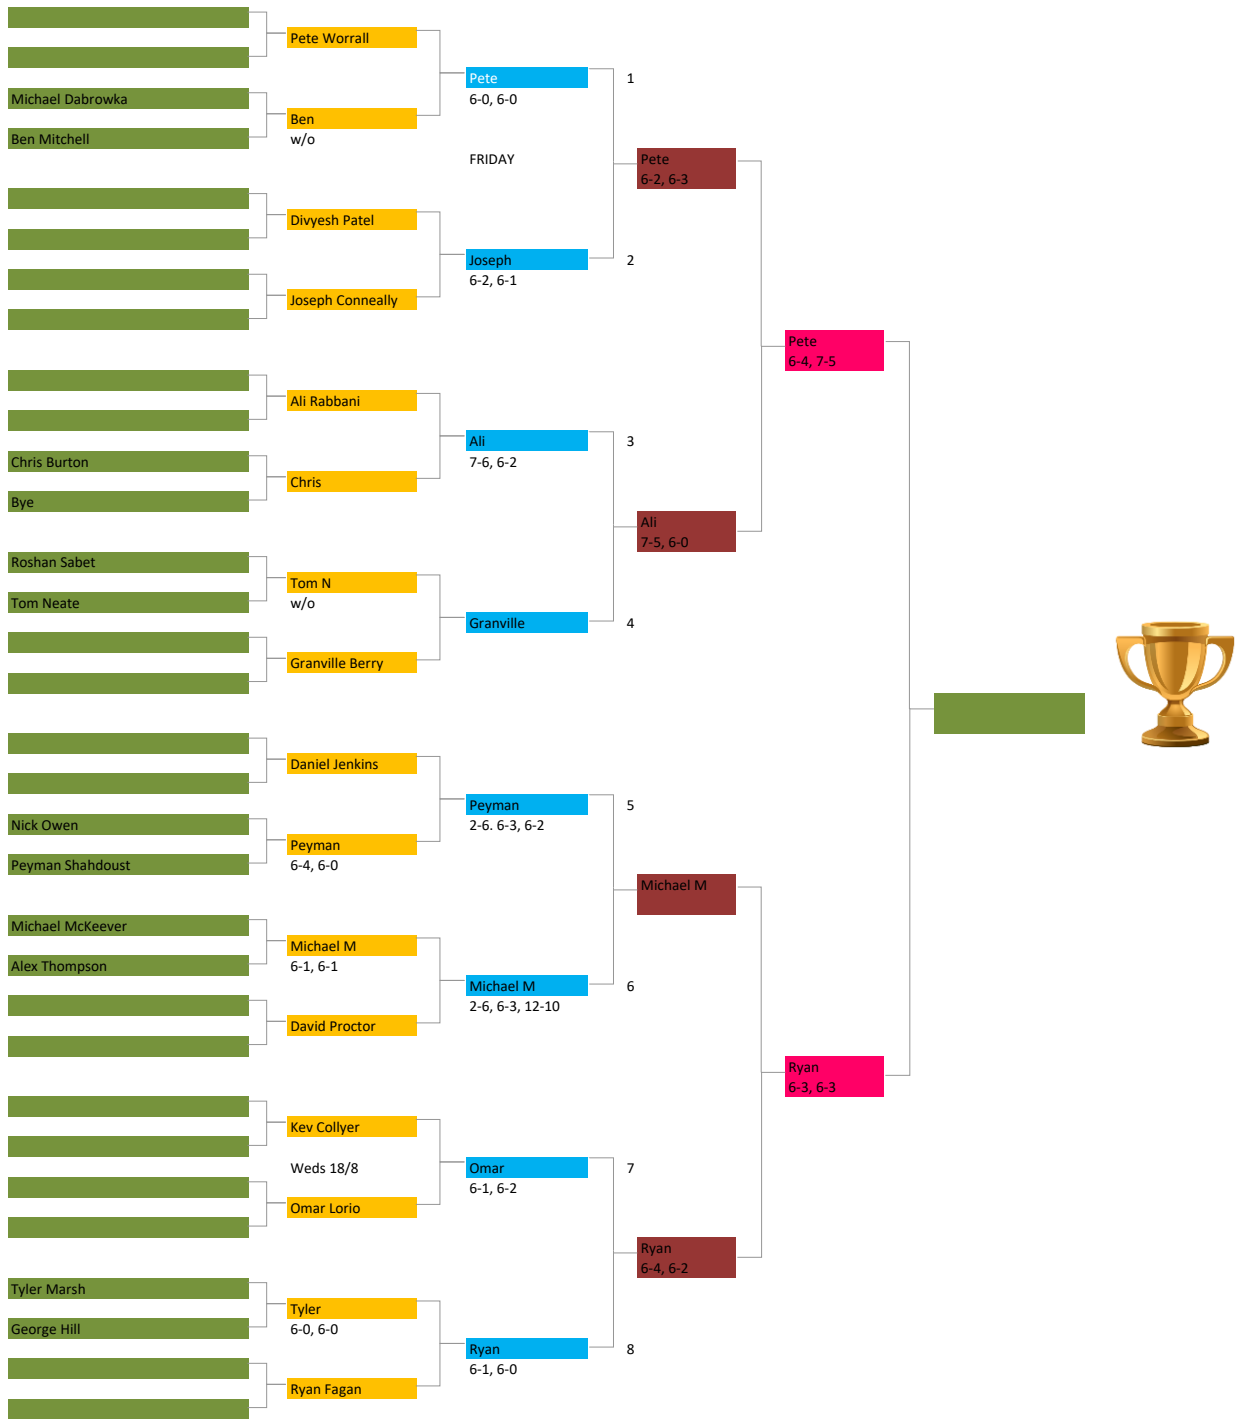 Pete Worrall
Pete
1
6-0, 6-0
Michael Dabrowka
Ben
Ben Mitchell
w/o
FRIDAY
Pete
6-2, 6-3
Divyesh Patel
Joseph
2
6-2, 6-1
Joseph Conneally
Pete
6-4, 7-5
Ali Rabbani
Ali
3
7-6, 6-2
Chris Burton
Chris
Bye
Ali
7-5, 6-0
Roshan Sabet
Tom N
Tom Neate
w/o
Granville
4
Granville Berry
Daniel Jenkins
Peyman
5
2-6. 6-3, 6-2
Nick Owen
Peyman
Peyman Shahdoust
6-4, 6-0
Michael M
Michael McKeever
Michael M
Alex Thompson
6-1, 6-1
Michael M
6
2-6, 6-3, 12-10
David Proctor
Ryan
6-3, 6-3
Kev Collyer
Weds 18/8
Omar
7
6-1, 6-2
Omar Lorio
Ryan
6-4, 6-2
Tyler Marsh
Tyler
George Hill
6-0, 6-0
Ryan
8
6-1, 6-0
Ryan Fagan